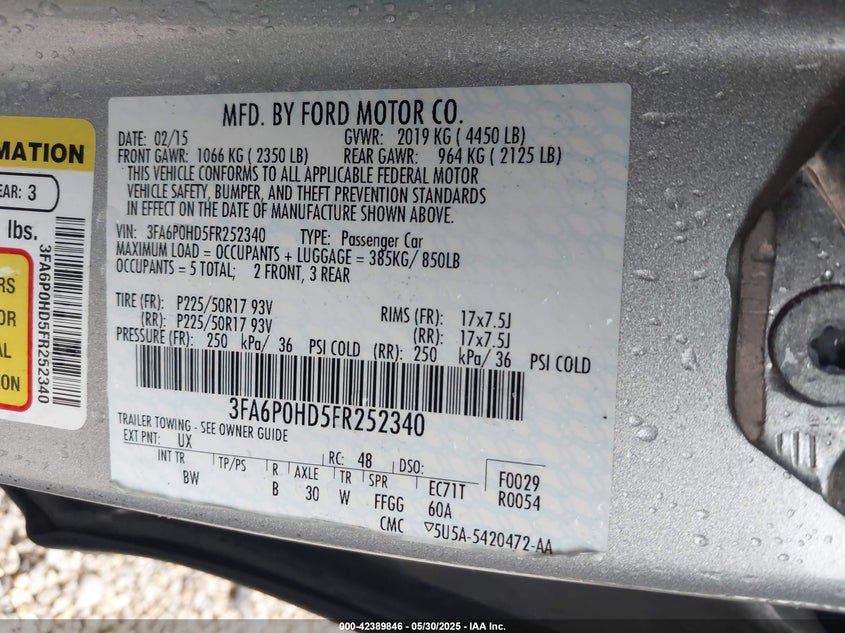 MFD. BY FORD MOTOR CO.
DATE: 02/15 GVWR: 2019 KG ( 4450 LB)
FRONT GAWR: 1066 KG ( 2350 LB) REAR GAWR: 964 KG ( 2125 LB)
THIS VEHICLE CONFORMS TO ALL APPLICABLE FEDERAL MOTOR
VEHICLE SAFETY, BUMPER, AND THEFT PREVENTION STANDARDS
IN EFFECT ON THE DATE OF MANUFACTURE SHOWN ABOVE.
VIN: 3FA6P0HD5FR252340 TYPE: Passenger Car
MAXIMUM LOAD = OCCUPANTS + LUGGAGE = 385KG/ 850LB
OCCUPANTS = 5 TOTAL; 2 FRONT, 3 REAR
TIRE (FR): P225/50R17 93V RIMS (FR): 17x7.5J
(RR): P225/50R17 93V (RR): 17x7.5J
PRESSURE (FR): 250 kPa/ 36 PSI COLD (RR): 250 kPa/ 36 PSI COLD
3FA6P0HD5FR252340
TRAILER TOWING - SEE OWNER GUIDE
EXT PNT: UX RC: 48 DSO:
INT TR TP/PS R AXLE TR SPR EC71T F0029
BW B 30 W FFGG 60A R0054
CMC ▽5U5A-5420472-AA
MATION
EAR: 3
lbs.
RS
OR
AL
ION
3FA6P0HD5FR252340
000-42389846 - 05/30/2025 - IAA Inc.